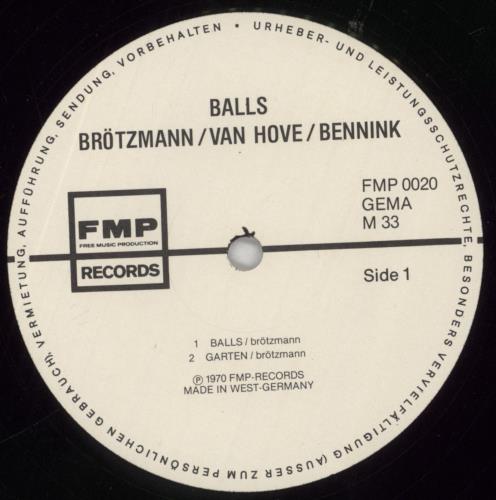 BALLS
BRÖTZMANN/VAN HOVE/BENNINK
FMP
FREE MUSIC PRODUCTION
RECORDS
FMP 0020
GEMA
M 33
Side 1
1 BALLS/brötzmann
2 GARTEN/brötzmann
Ⓟ 1970 FMP-RECORDS
MADE IN WEST-GERMANY
• URHEBER- UND LEISTUNGSSCHUTZRECHTE, BESONDERS VERVIELFÄLTIGUNG (AUSSER ZUM PERSÖNLICHEN GEBRAUCH), VERMIETUNG, AUFFÜHRUNG, SENDUNG, VORBEHALTEN